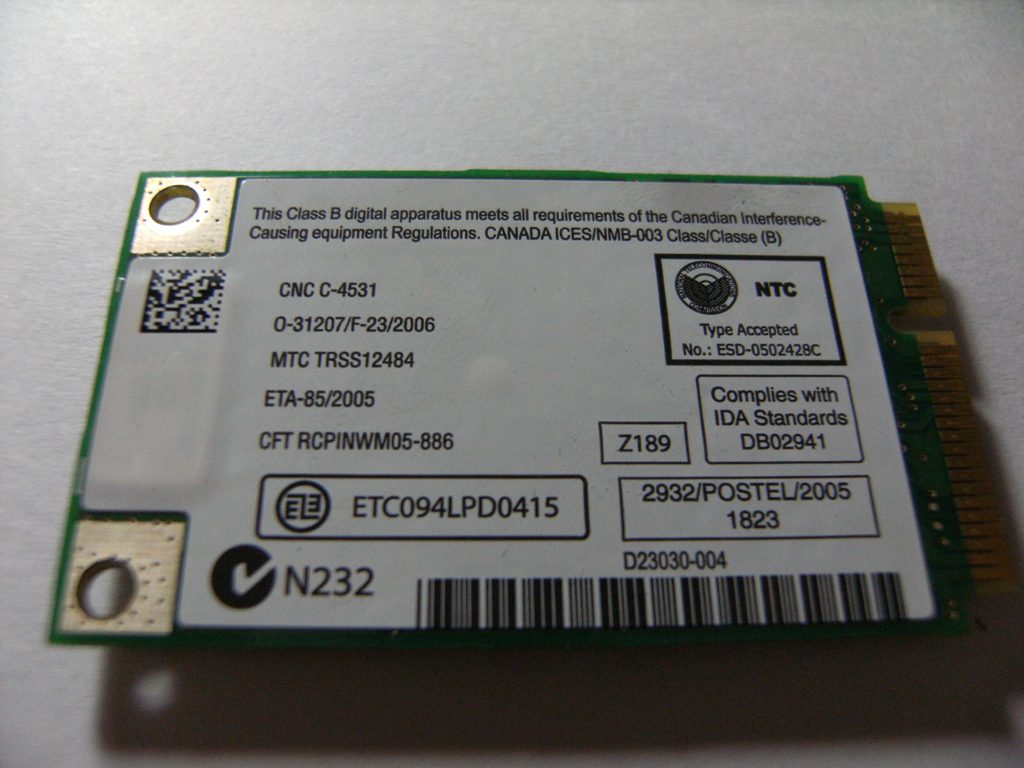 This Class B digital apparatus meets all requirements of the Canadian Interference-
Causing equipment Regulations. CANADA ICES/NMB-003 Class/Classe (B)
CNC C-4531
O-31207/F-23/2006
MTC TRSS12484
ETA-85/2005
CFT RCPINWM05-886
NTC
Type Accepted
No.: ESD-0502428C
Complies with
IDA Standards
DB02941
Z189
ETC094LPD0415
2932/POSTEL/2005
1823
D23030-004
N232